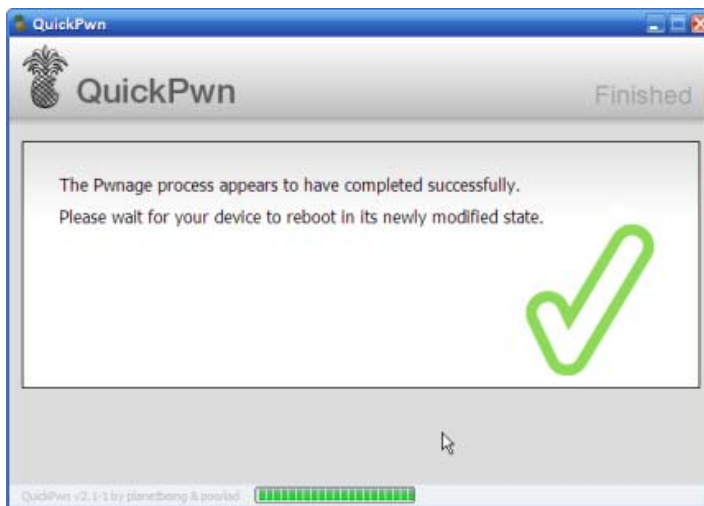 QuickPwn
QuickPwn
Finished
The Pwnage process appears to have completed successfully.
Please wait for your device to reboot in its newly modified state.
QuickPwn v2.1-1 by planetbeing & poorlad